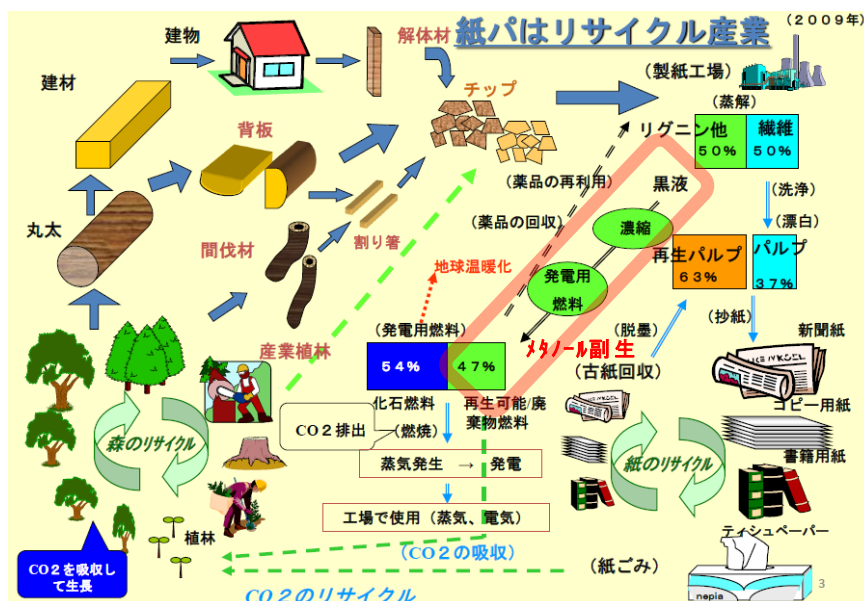 紙パはリサイクル産業
(2009年)
建物
解体材
建材
チップ
(製紙工場)
(蒸解)
背板
リグニン他
繊維
50%
50%
(薬品の再利用)
黒液
(洗浄)
丸太
(薬品の回収)
濃縮
(漂白)
間伐材
割り箸
再生パルプ
63%
パルプ
37%
地球温暖化
発電用
燃料
(発電用燃料)
(脱墨)
(抄紙)
新聞紙
産業植林
ﾒﾀﾉｰﾙ副生
54%
47%
(古紙回収)
化石燃料
再生可能/廃
棄物燃料
コピー用紙
CO2排出
(燃焼)
森のリサイクル
紙のリサイクル
書籍用紙
蒸気発生 → 発電
工場で使用(蒸気、電気)
植林
ティシュペーパー
(CO2の吸収)
CO2を吸収し
て生長
(紙ごみ)
3
CO2のリサイクル
nepia